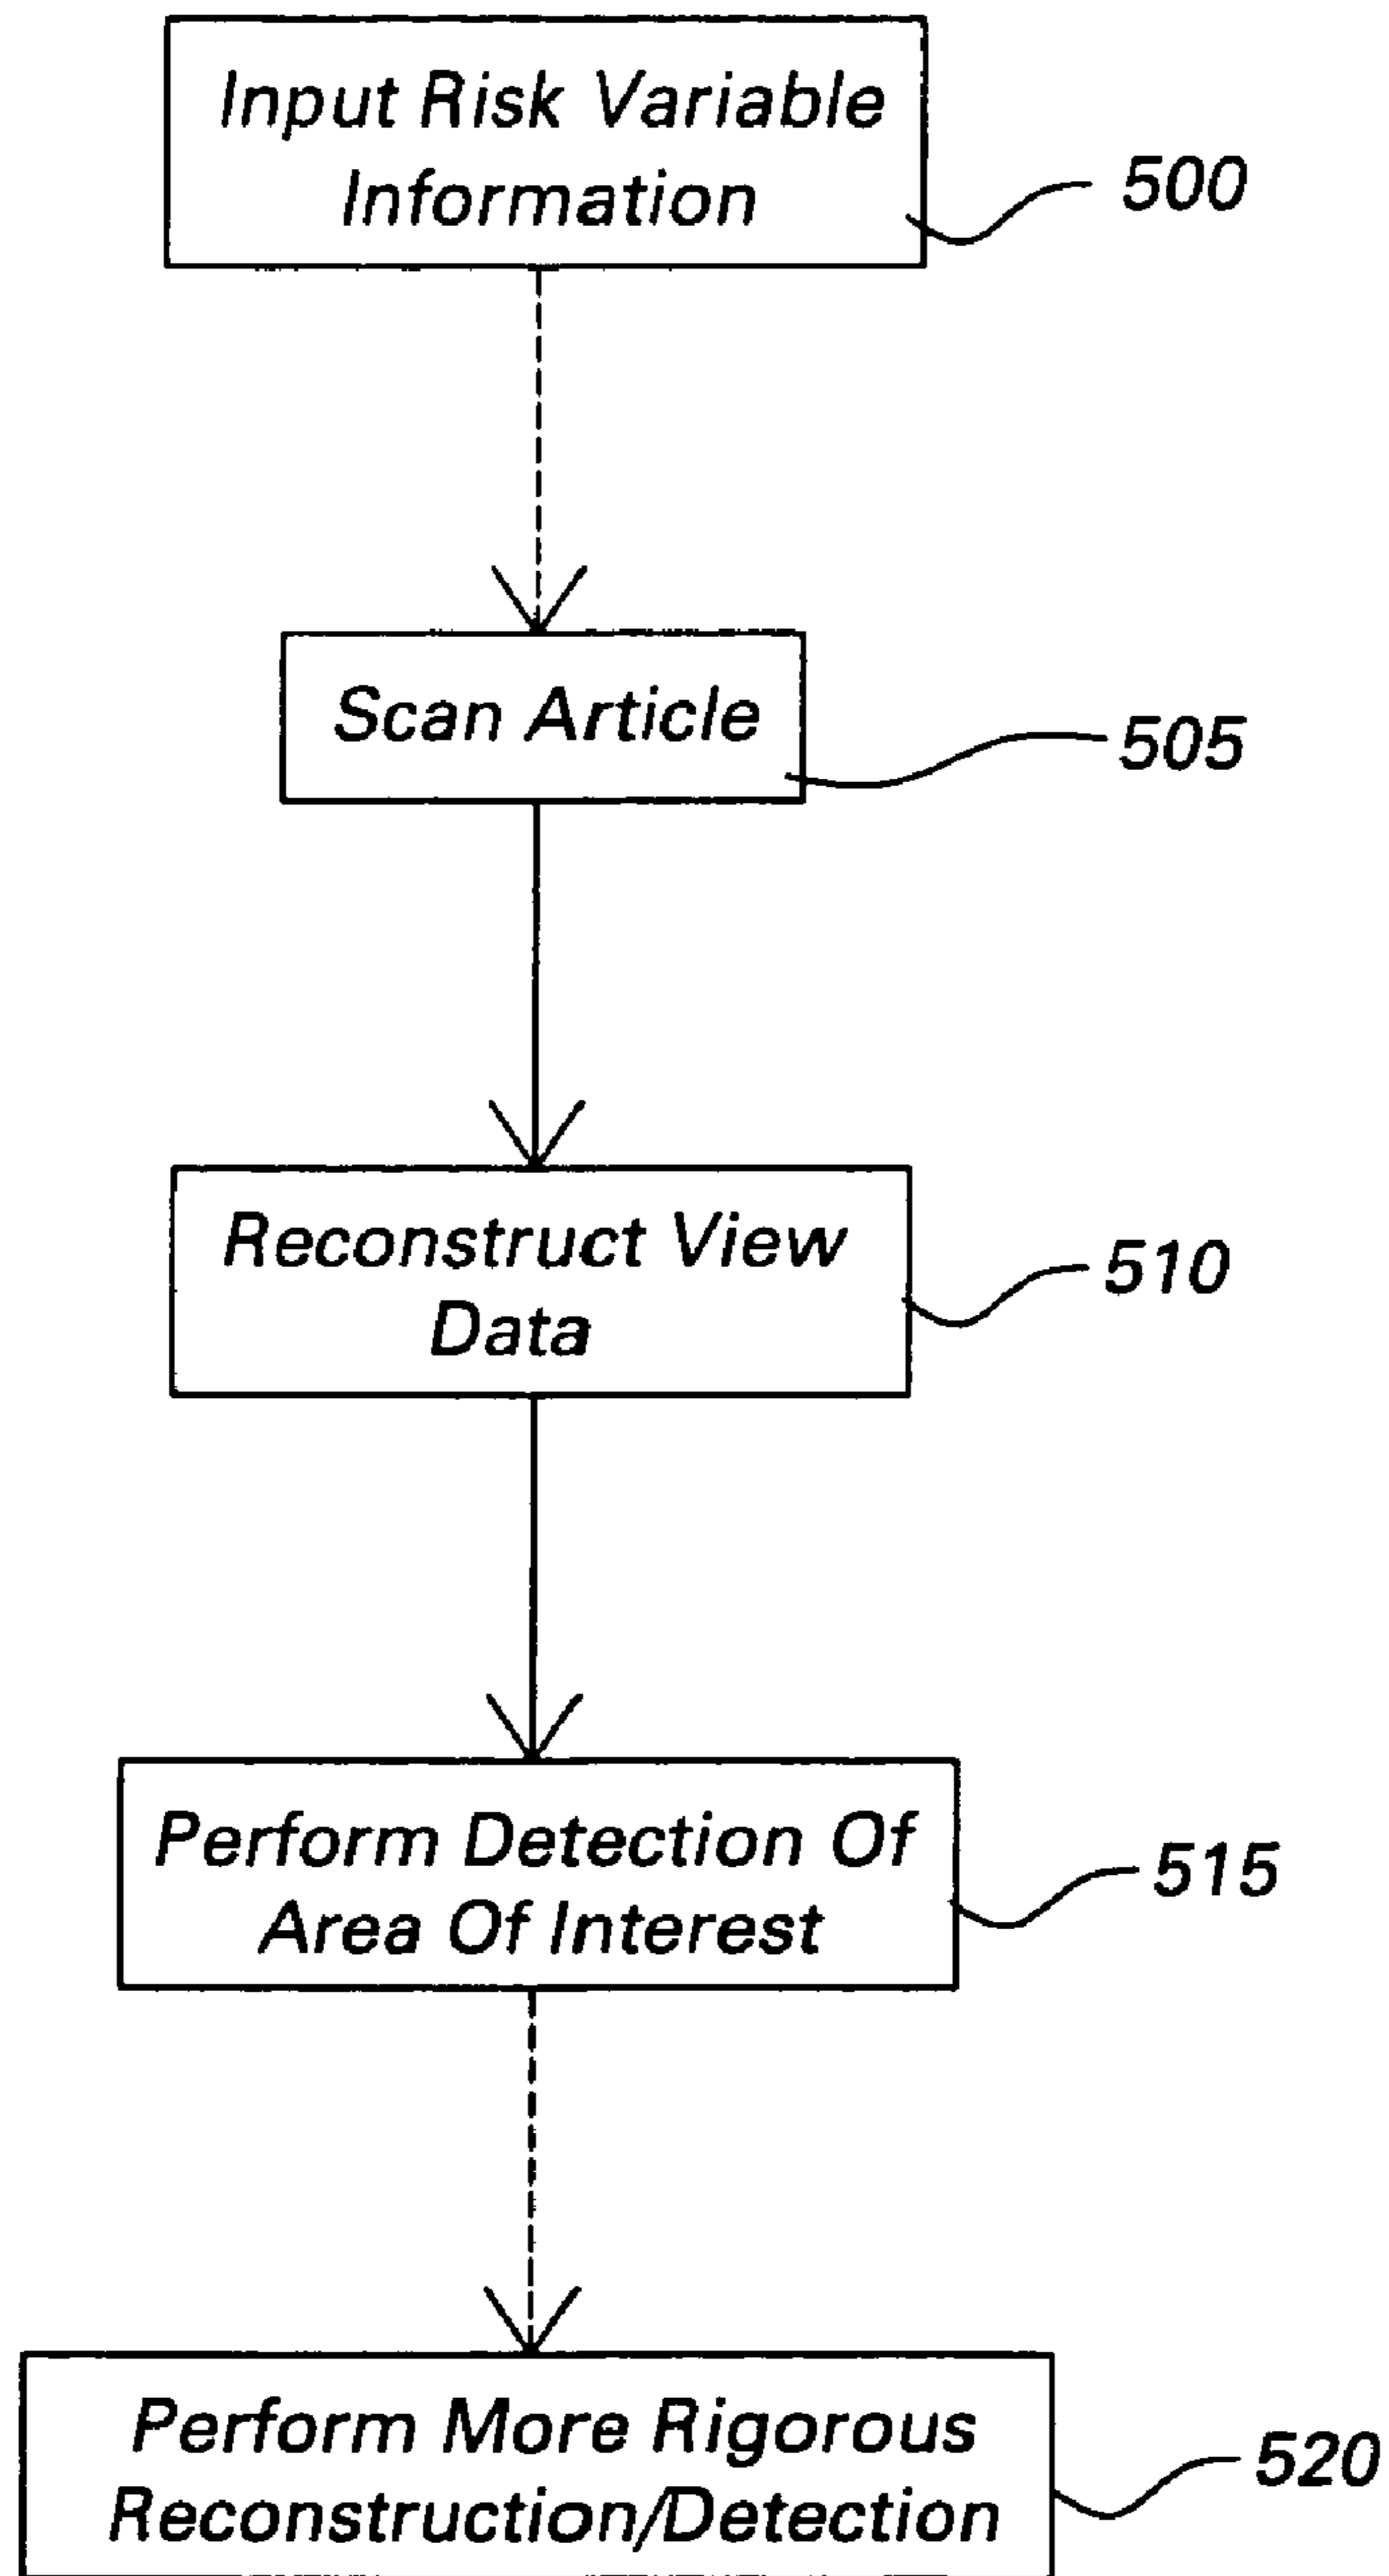 Input Risk Variable
Information
500
Scan Article
505
Reconstruct View
Data
510
Perform Detection Of
Area Of Interest
515
Perform More Rigorous
Reconstruction/Detection
520